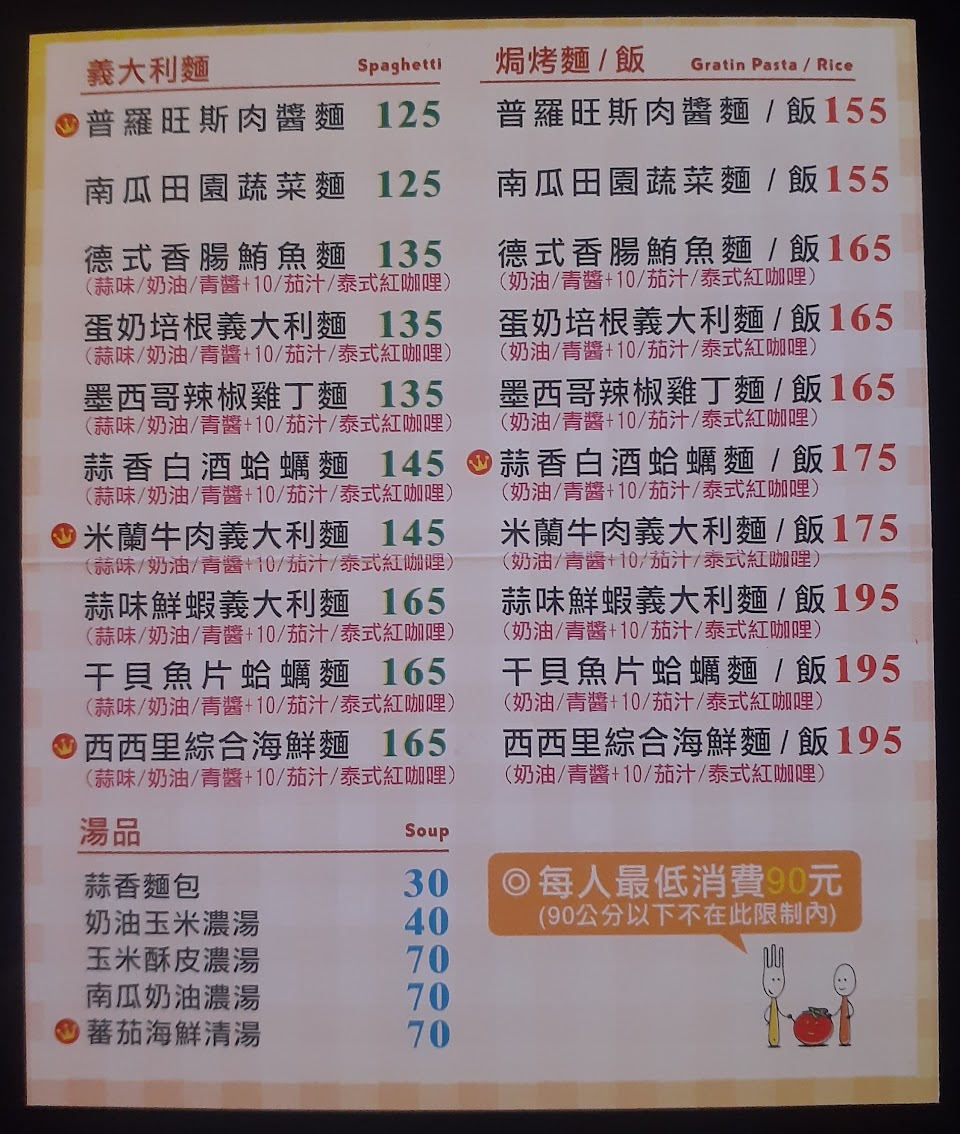 義大利麵 Spaghetti
普羅旺斯肉醬麵 125
南瓜田園蔬菜麵 125
德式香腸鮪魚麵 135
(蒜味/奶油/青醬+10/茄汁/泰式紅咖哩)
蛋奶培根義大利麵 135
(蒜味/奶油/青醬+10/茄汁/泰式紅咖哩)
墨西哥辣椒雞丁麵 135
(蒜味/奶油/青醬+10/茄汁/泰式紅咖哩)
蒜香白酒蛤蠣麵 145
(蒜味/奶油/青醬+10/茄汁/泰式紅咖哩)
米蘭牛肉義大利麵 145
(蒜味/奶油/青醬+10/茄汁/泰式紅咖哩)
蒜味鮮蝦義大利麵 165
(蒜味/奶油/青醬+10/茄汁/泰式紅咖哩)
干貝魚片蛤蠣麵 165
(蒜味/奶油/青醬+10/茄汁/泰式紅咖哩)
西西里綜合海鮮麵 165
(蒜味/奶油/青醬+10/茄汁/泰式紅咖哩)
湯品 Soup
蒜香麵包 30
奶油玉米濃湯 40
玉米酥皮濃湯 70
南瓜奶油濃湯 70
蕃茄海鮮清湯 70
焗烤麵/飯 Gratin Pasta / Rice
普羅旺斯肉醬麵/飯 155
南瓜田園蔬菜麵/飯 155
德式香腸鮪魚麵/飯 165
(奶油/青醬+10/茄汁/泰式紅咖哩)
蛋奶培根義大利麵/飯 165
(奶油/青醬+10/茄汁/泰式紅咖哩)
墨西哥辣椒雞丁麵/飯 165
(奶油/青醬+10/茄汁/泰式紅咖哩)
蒜香白酒蛤蠣麵/飯 175
(奶油/青醬+10/茄汁/泰式紅咖哩)
米蘭牛肉義大利麵/飯 175
(奶油/青醬+10/茄汁/泰式紅咖哩)
蒜味鮮蝦義大利麵/飯 195
(奶油/青醬+10/茄汁/泰式紅咖哩)
干貝魚片蛤蠣麵/飯 195
(奶油/青醬+10/茄汁/泰式紅咖哩)
西西里綜合海鮮麵/飯 195
(奶油/青醬+10/茄汁/泰式紅咖哩)
◎每人最低消費90元
(90公分以下不在此限制內)